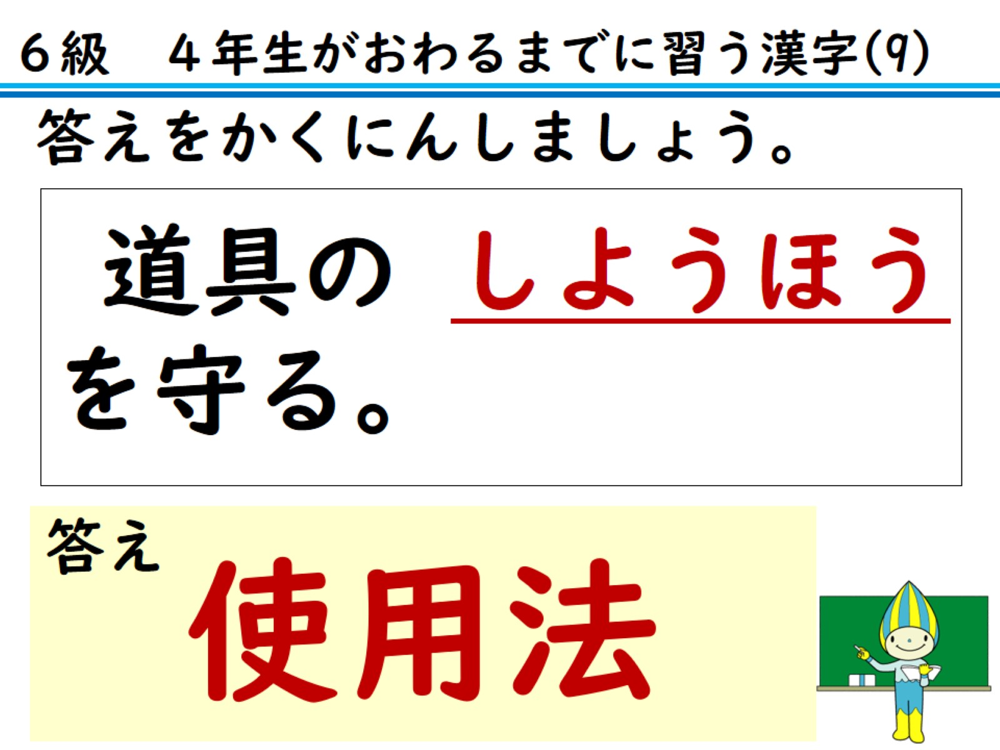 ６級　４年生がおわるまでに習う漢字(9)
答えをかくにんしましょう。
道具の しようほう
を守る。
答え
使用法